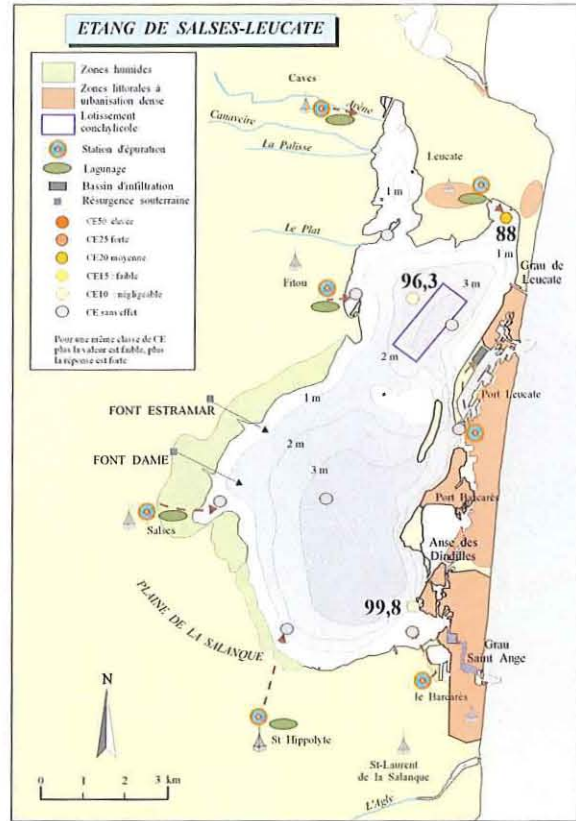 ETANG DE SALSES-LEUCATE
Zones humides
Zones littorales à
urbanisation dense
Lotissement
conchylicole
Station d'épuration
Lagunage
Bassin d'infiltration
Résurgence souterraine
CE50 élevée
CE25 forte
CE20 moyenne
CE15 : faible
CE10 : négligeable
CE sans effet
Pour une même classe de CE
plus la valeur est faible, plus
la réponse est forte
Caves
Arène
Canaveire
La Palisse
Leucate
1 m
Le Plat
88
1 m
Fitou
96,3
3 m
Grau de
Leucate
2 m
Port Leucate
1 m
FONT ESTRAMAR
2 m
FONT DAME
3 m
Port Barcarès
Salses
Anse des
Dindilles
99,8
PLAINE DE LA SALANQUE
Grau
Saint Ange
le Barcarès
N
St Hippolyte
St-Laurent
de la Salanque
0 1 2 3 km
L'Agly